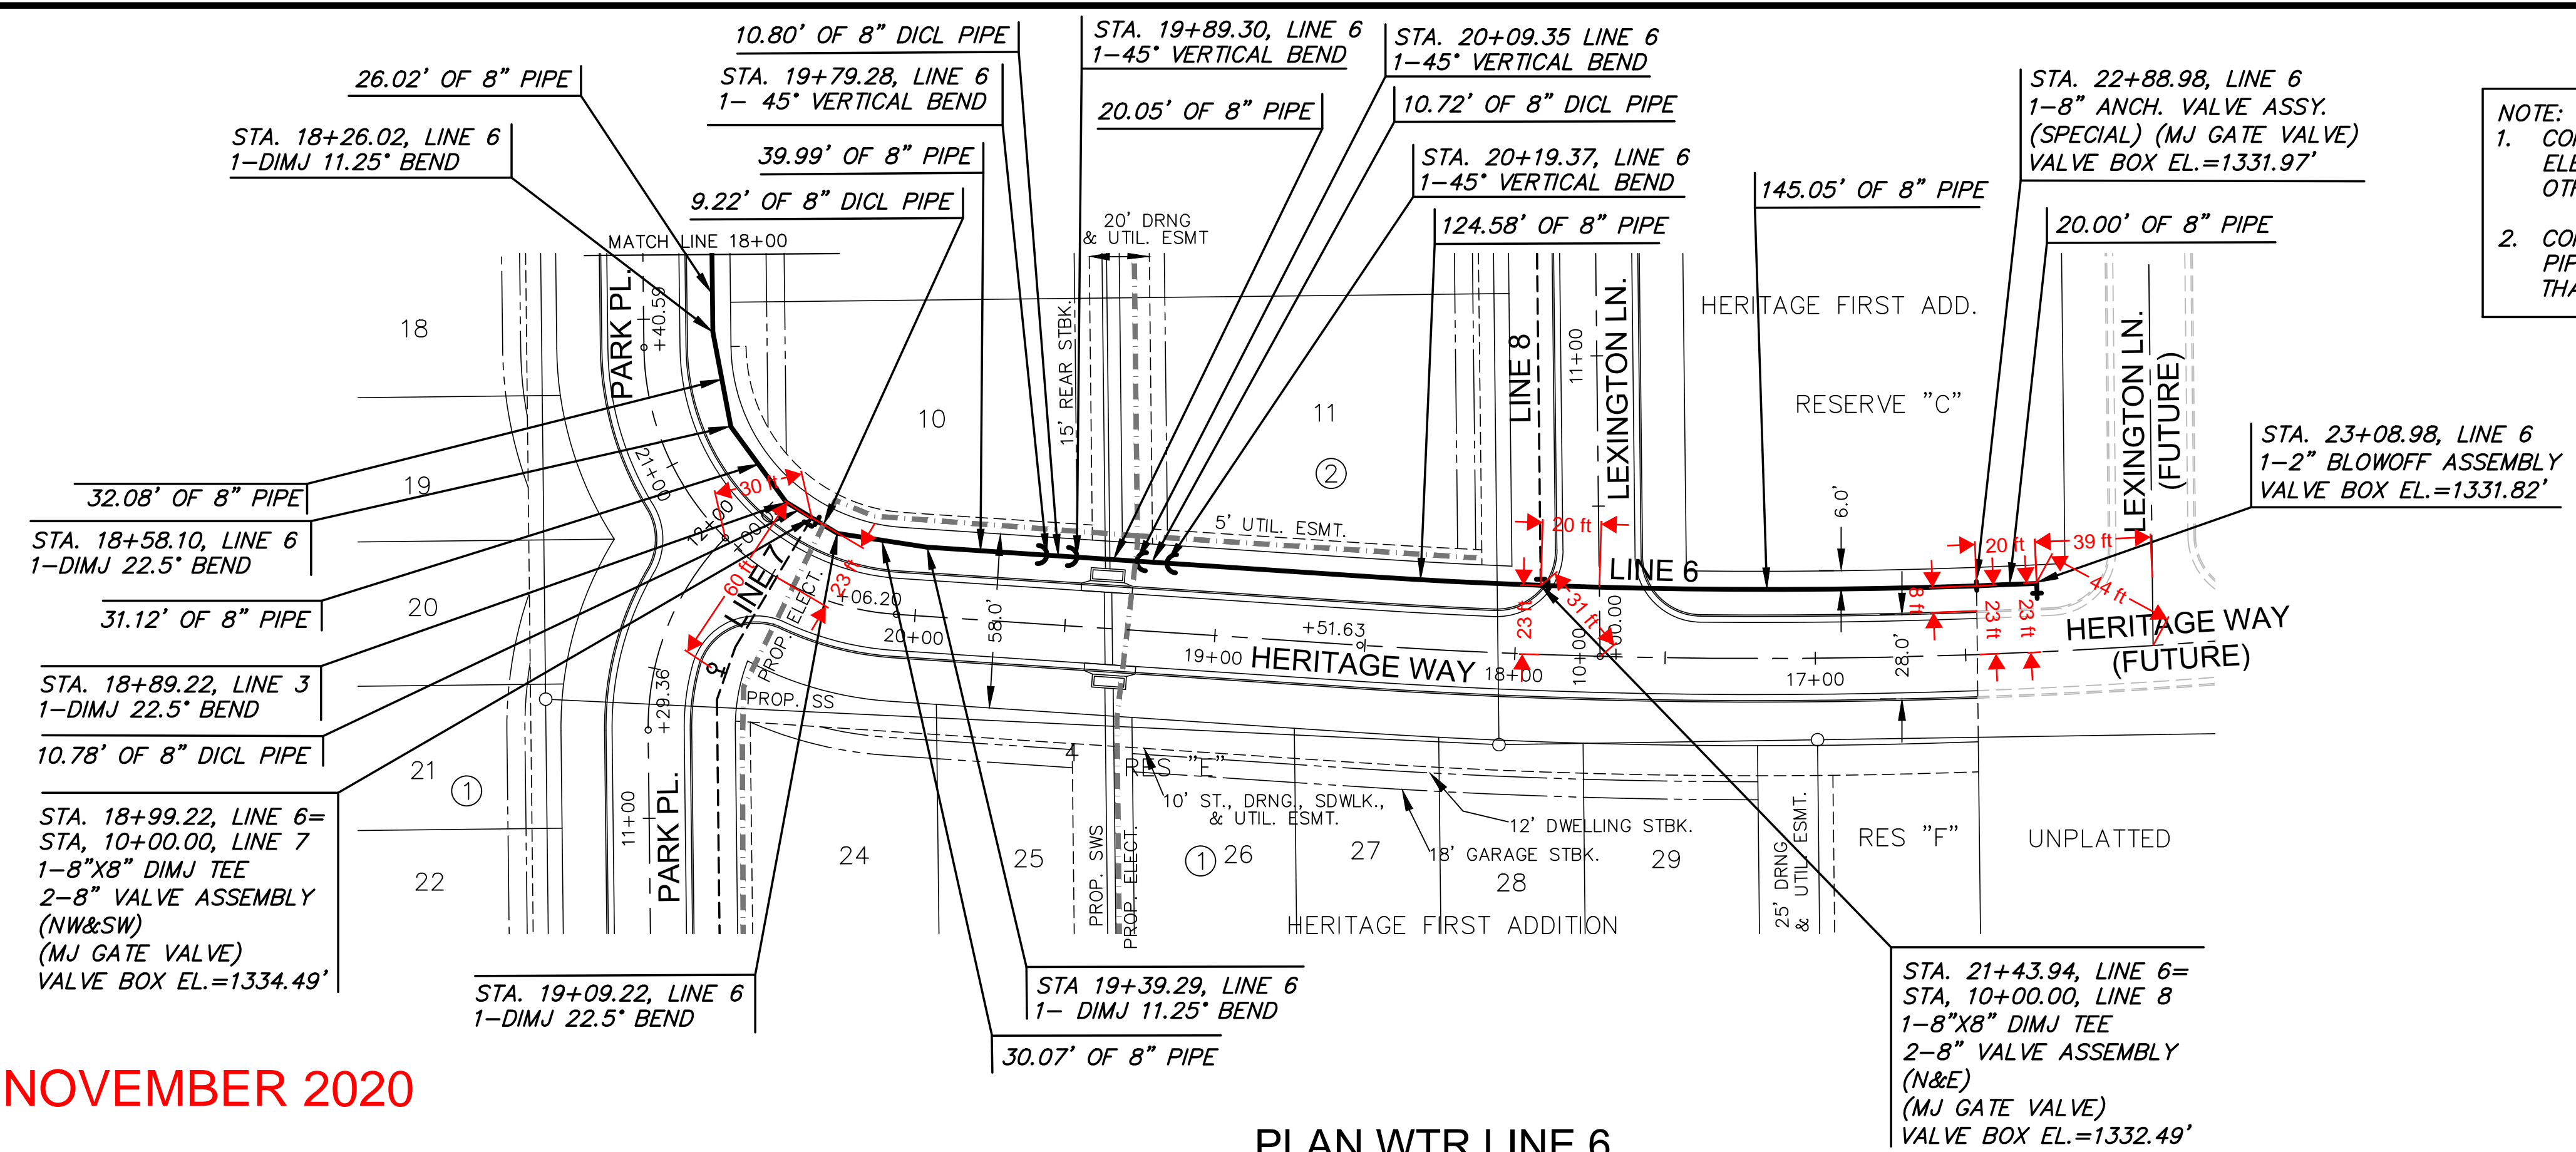 26.02' OF 8" PIPE
STA. 18+26.02, LINE 6
1-DIMJ 11.25° BEND
10.80' OF 8" DICL PIPE
STA. 19+79.28, LINE 6
1- 45° VERTICAL BEND
39.99' OF 8" PIPE
9.22' OF 8" DICL PIPE
STA. 19+89.30, LINE 6
1-45° VERTICAL BEND
20.05' OF 8" PIPE
STA. 20+09.35 LINE 6
1-45° VERTICAL BEND
10.72' OF 8" DICL PIPE
STA. 20+19.37, LINE 6
1-45° VERTICAL BEND
124.58' OF 8" PIPE
145.05' OF 8" PIPE
STA. 22+88.98, LINE 6
1-8" ANCH. VALVE ASSY.
(SPECIAL) (MJ GATE VALVE)
VALVE BOX EL.=1331.97'
20.00' OF 8" PIPE
NOTE:
1.
2.
MATCH LINE 18+00
20' DRNG
& UTIL. ESMT
15' REAR STBK.
PARK PL.
+40.59
18
19
20
21
22
1
10
11
2
LINE 8
11+00
LEXINGTON LN.
HERITAGE FIRST ADD.
RESERVE "C"
LEXINGTON LN.
(FUTURE)
STA. 23+08.98, LINE 6
1-2" BLOWOFF ASSEMBLY
VALVE BOX EL.=1331.82'
32.08' OF 8" PIPE
STA. 18+58.10, LINE 6
1-DIMJ 22.5° BEND
31.12' OF 8" PIPE
STA. 18+89.22, LINE 3
1-DIMJ 22.5° BEND
10.78' OF 8" DICL PIPE
STA. 18+99.22, LINE 6=
STA, 10+00.00, LINE 7
1-8"X8" DIMJ TEE
2-8" VALVE ASSEMBLY
(NW&SW)
(MJ GATE VALVE)
VALVE BOX EL.=1334.49'
21+00
12+00
30 ft
60 ft
23 ft
LINE 7
PROP. ELECT.
5' UTIL. ESMT.
20 ft
LINE 6
6.0'
20 ft
39 ft
44 ft
8 ft
23 ft
23 ft
23 ft
31 ft
+06.20
20+00
58.0'
19+00
HERITAGE WAY
+51.63
18+00
10+00
17+00
28.0'
HERITAGE WAY
(FUTURE)
PROP. SS
+29.36
11+00
PARK PL.
RES "E"
10' ST., DRNG., SDWLK.,
& UTIL. ESMT.
12' DWELLING STBK.
18' GARAGE STBK.
24
25
PROP. SWS
PROP. ELECT.
1
26
27
28
29
25' DRNG
& UTIL. ESMT.
RES "F"
UNPLATTED
HERITAGE FIRST ADDITION
STA. 19+09.22, LINE 6
1-DIMJ 22.5° BEND
STA 19+39.29, LINE 6
1- DIMJ 11.25° BEND
30.07' OF 8" PIPE
STA. 21+43.94, LINE 6=
STA, 10+00.00, LINE 8
1-8"X8" DIMJ TEE
2-8" VALVE ASSEMBLY
(N&E)
(MJ GATE VALVE)
VALVE BOX EL.=1332.49'
NOVEMBER 2020
PLAN WTR LINE 6